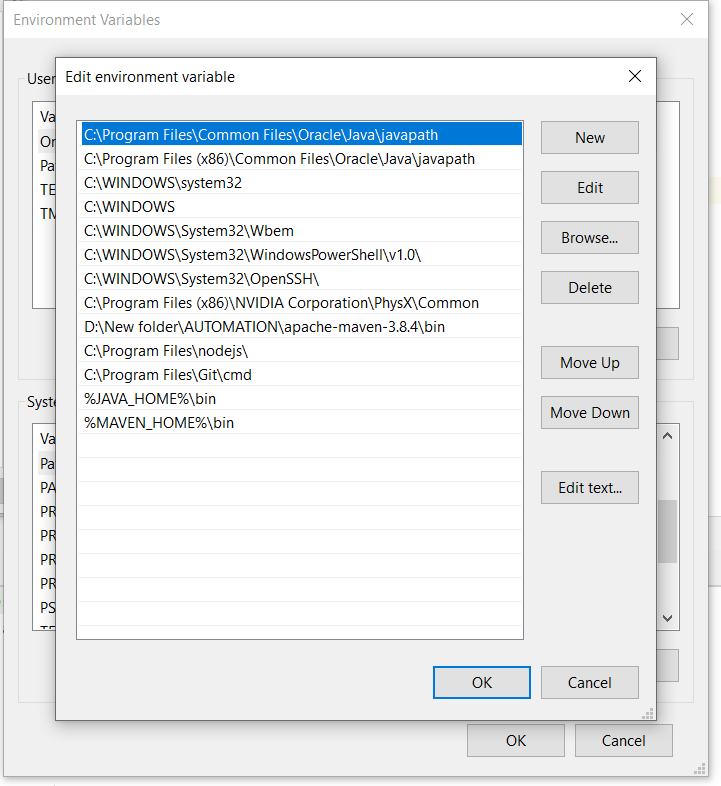 Environment Variables
Edit environment variable
User
Va
Pa
TE
C:\Program Files\Common Files\Oracle\Java\javapath
C:\Program Files (x86)\Common Files\Oracle\Java\javapath
C:\WINDOWS\system32
C:\WINDOWS
C:\WINDOWS\System32\Wbem
C:\WINDOWS\System32\WindowsPowerShell\v1.0\
C:\WINDOWS\System32\OpenSSH\
C:\Program Files (x86)\NVIDIA Corporation\PhysX\Common
D:\New folder\AUTOMATION\apache-maven-3.8.4\bin
C:\Program Files\nodejs\
C:\Program Files\Git\cmd
%JAVA_HOME%\bin
%MAVEN_HOME%\bin
New
Edit
Browse...
Delete
Move Up
Move Down
Edit text...
Syste
Va
Pa
PA
PR
PR
PR
PR
PS
OK
Cancel
OK
Cancel